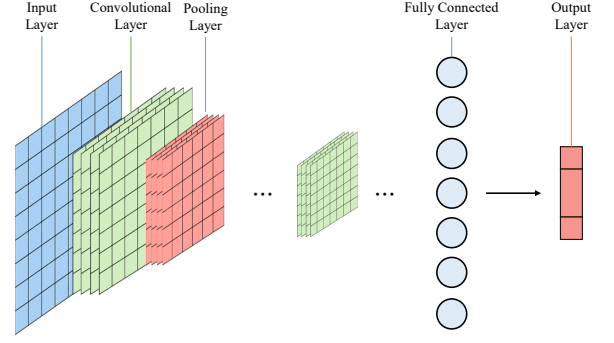 Input
Layer
Convolutional
Layer
Pooling
Layer
Fully Connected
Layer
Output
Layer
...
...